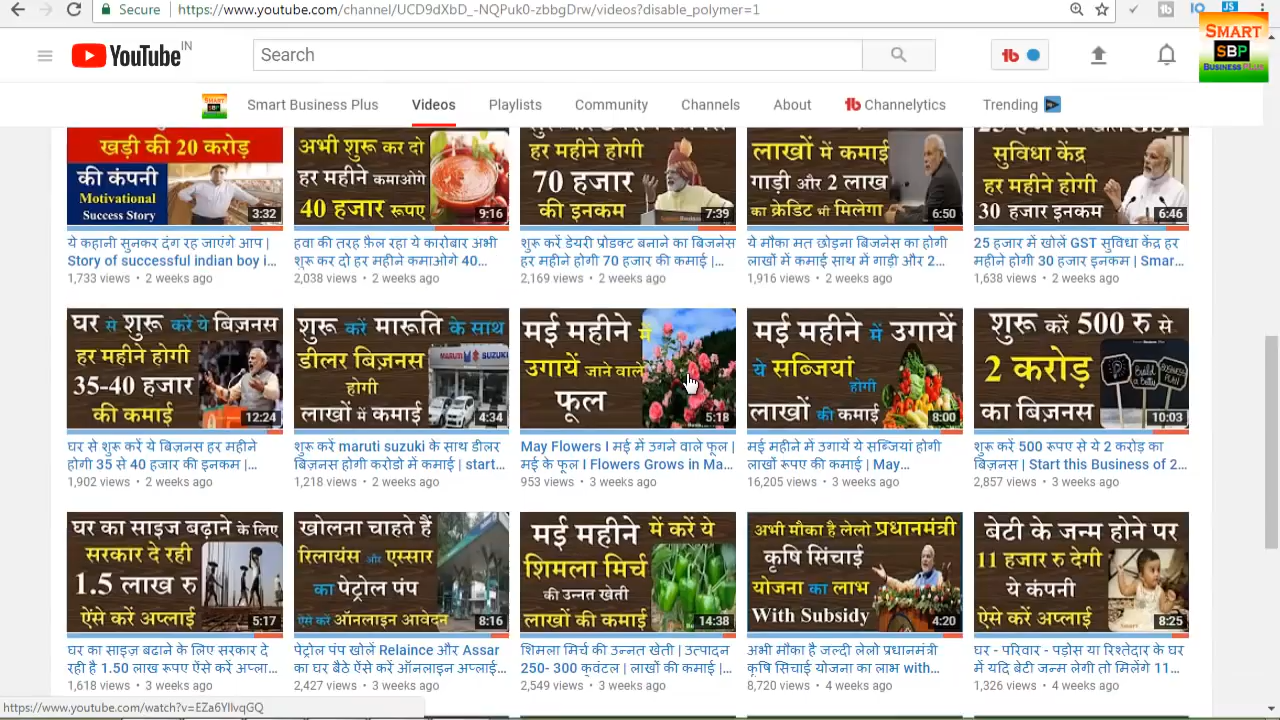 Secure https://www.youtube.com/channel/UCD9dXbD_-NQPuk0-zbbgDrw/videos?disable_polymer=1
YouTube IN
Search
SMART
SBP
BUSINESS PLUS
Smart Business Plus Videos Playlists Community Channels About Channelytics Trending
खड़ी की 20 करोड़
की कंपनी
Motivational
Success Story
3:32
अभी शुरू कर दो
हर महीने कमाओगे
40 हजार रूपए
9:16
हर महीने होगी
70 हजार
की इनकम
7:39
लाखों में कमाई
गाड़ी और 2 लाख
का क्रेडिट भी मिलेगा
6:50
सुविधा केंद्र
हर महीने होगी
30 हजार इनकम
6:46
ये कहानी सुनकर दंग रह जाएंगे आप |
Story of successful indian boy i...
1,733 views • 2 weeks ago
हवा की तरह फ़ैल रहा ये कारोबार अभी
शुरू कर दो हर महीने कमाओगे 40...
2,038 views • 2 weeks ago
शुरू करें डेयरी प्रोडक्ट बनाने का बिजनेस
हर महीने होगी 70 हजार की कमाई |...
2,169 views • 2 weeks ago
ये मौका मत छोड़ना बिजनेस का होगी
लाखों में कमाई साथ में गाड़ी और 2...
1,916 views • 2 weeks ago
25 हजार में खोलें GST सुविधा केंद्र हर
महीने होगी 30 हजार इनकम | Smar...
1,638 views • 2 weeks ago
घर से शुरू करें ये बिज़नस
हर महीने होगी
35-40 हजार
की कमाई
12:24
शुरू करें मारूति के साथ
डीलर बिज़नस
होगी
लाखों में कमाई
MARUTI SUZUKI
4:34
मई महीने में
उगायें जाने वाले
फूल
5:18
मई महीने में उगायें
ये सब्जियां
होगी
लाखों की कमाई
8:00
शुरू करें 500 रु से
2 करोड़
का बिज़नस
10:03
घर से शुरू करें ये बिज़नस हर महीने
होगी 35 से 40 हजार की इनकम |...
1,902 views • 2 weeks ago
शुरू करें maruti suzuki के साथ डीलर
बिज़नस होगी करोडो में कमाई | start...
1,218 views • 2 weeks ago
May Flowers I मई में उगने वाले फूल |
मई के फूल I Flowers Grows in Ma...
953 views • 3 weeks ago
मई महीने में उगायें ये सब्जियां होगी
लाखों रूपए की कमाई | May...
16,205 views • 3 weeks ago
शुरू करें 500 रूपए से ये 2 करोड़ का
बिज़नस | Start this Business of 2...
2,857 views • 3 weeks ago
घर का साइज बढ़ाने के लिए
सरकार दे रही
1.5 लाख रु
ऐंसे करें अप्लाई
5:17
खोलना चाहते हैं
रिलायंस और एस्सार
का पेट्रोल पंप
ऐंसे करें ऑनलाइन आवेदन
8:16
मई महीने में करें ये
शिमला मिर्च
की उन्नत खेती
लाखों की कमाई
14:38
अभी मौका है लेलो प्रधानमंत्री
कृषि सिंचाई
योजना का लाभ
With Subsidy
4:20
बेटी के जन्म होने पर
11 हजार रु देगी
ये कंपनी
ऐसे करें अप्लाई
8:25
घर का साइज़ बढ़ाने के लिए सरकार दे
रही है 1.50 लाख रूपए ऐंसे करें अप्ला...
1,618 views • 3 weeks ago
पेट्रोल पंप खोलें Relaince और Assar
का घर बैठे ऐंसे करें ऑनलाइन अप्लाई...
2,427 views • 3 weeks ago
शिमला मिर्च की उन्नत खेती | उत्पादन
250- 300 क्वंटल | लाखों की कमाई |...
2,549 views • 3 weeks ago
अभी मौका है जल्दी लेलो प्रधानमंत्री
कृषि सिंचाई योजना का लाभ with...
8,720 views • 4 weeks ago
घर - परिवार - पड़ोस या रिश्तेदार के घर
में यदि बेटी जन्म लेगी तो मिलेंगे 11...
1,326 views • 4 weeks ago
https://www.youtube.com/watch?v=EZa6YIlvqGQ